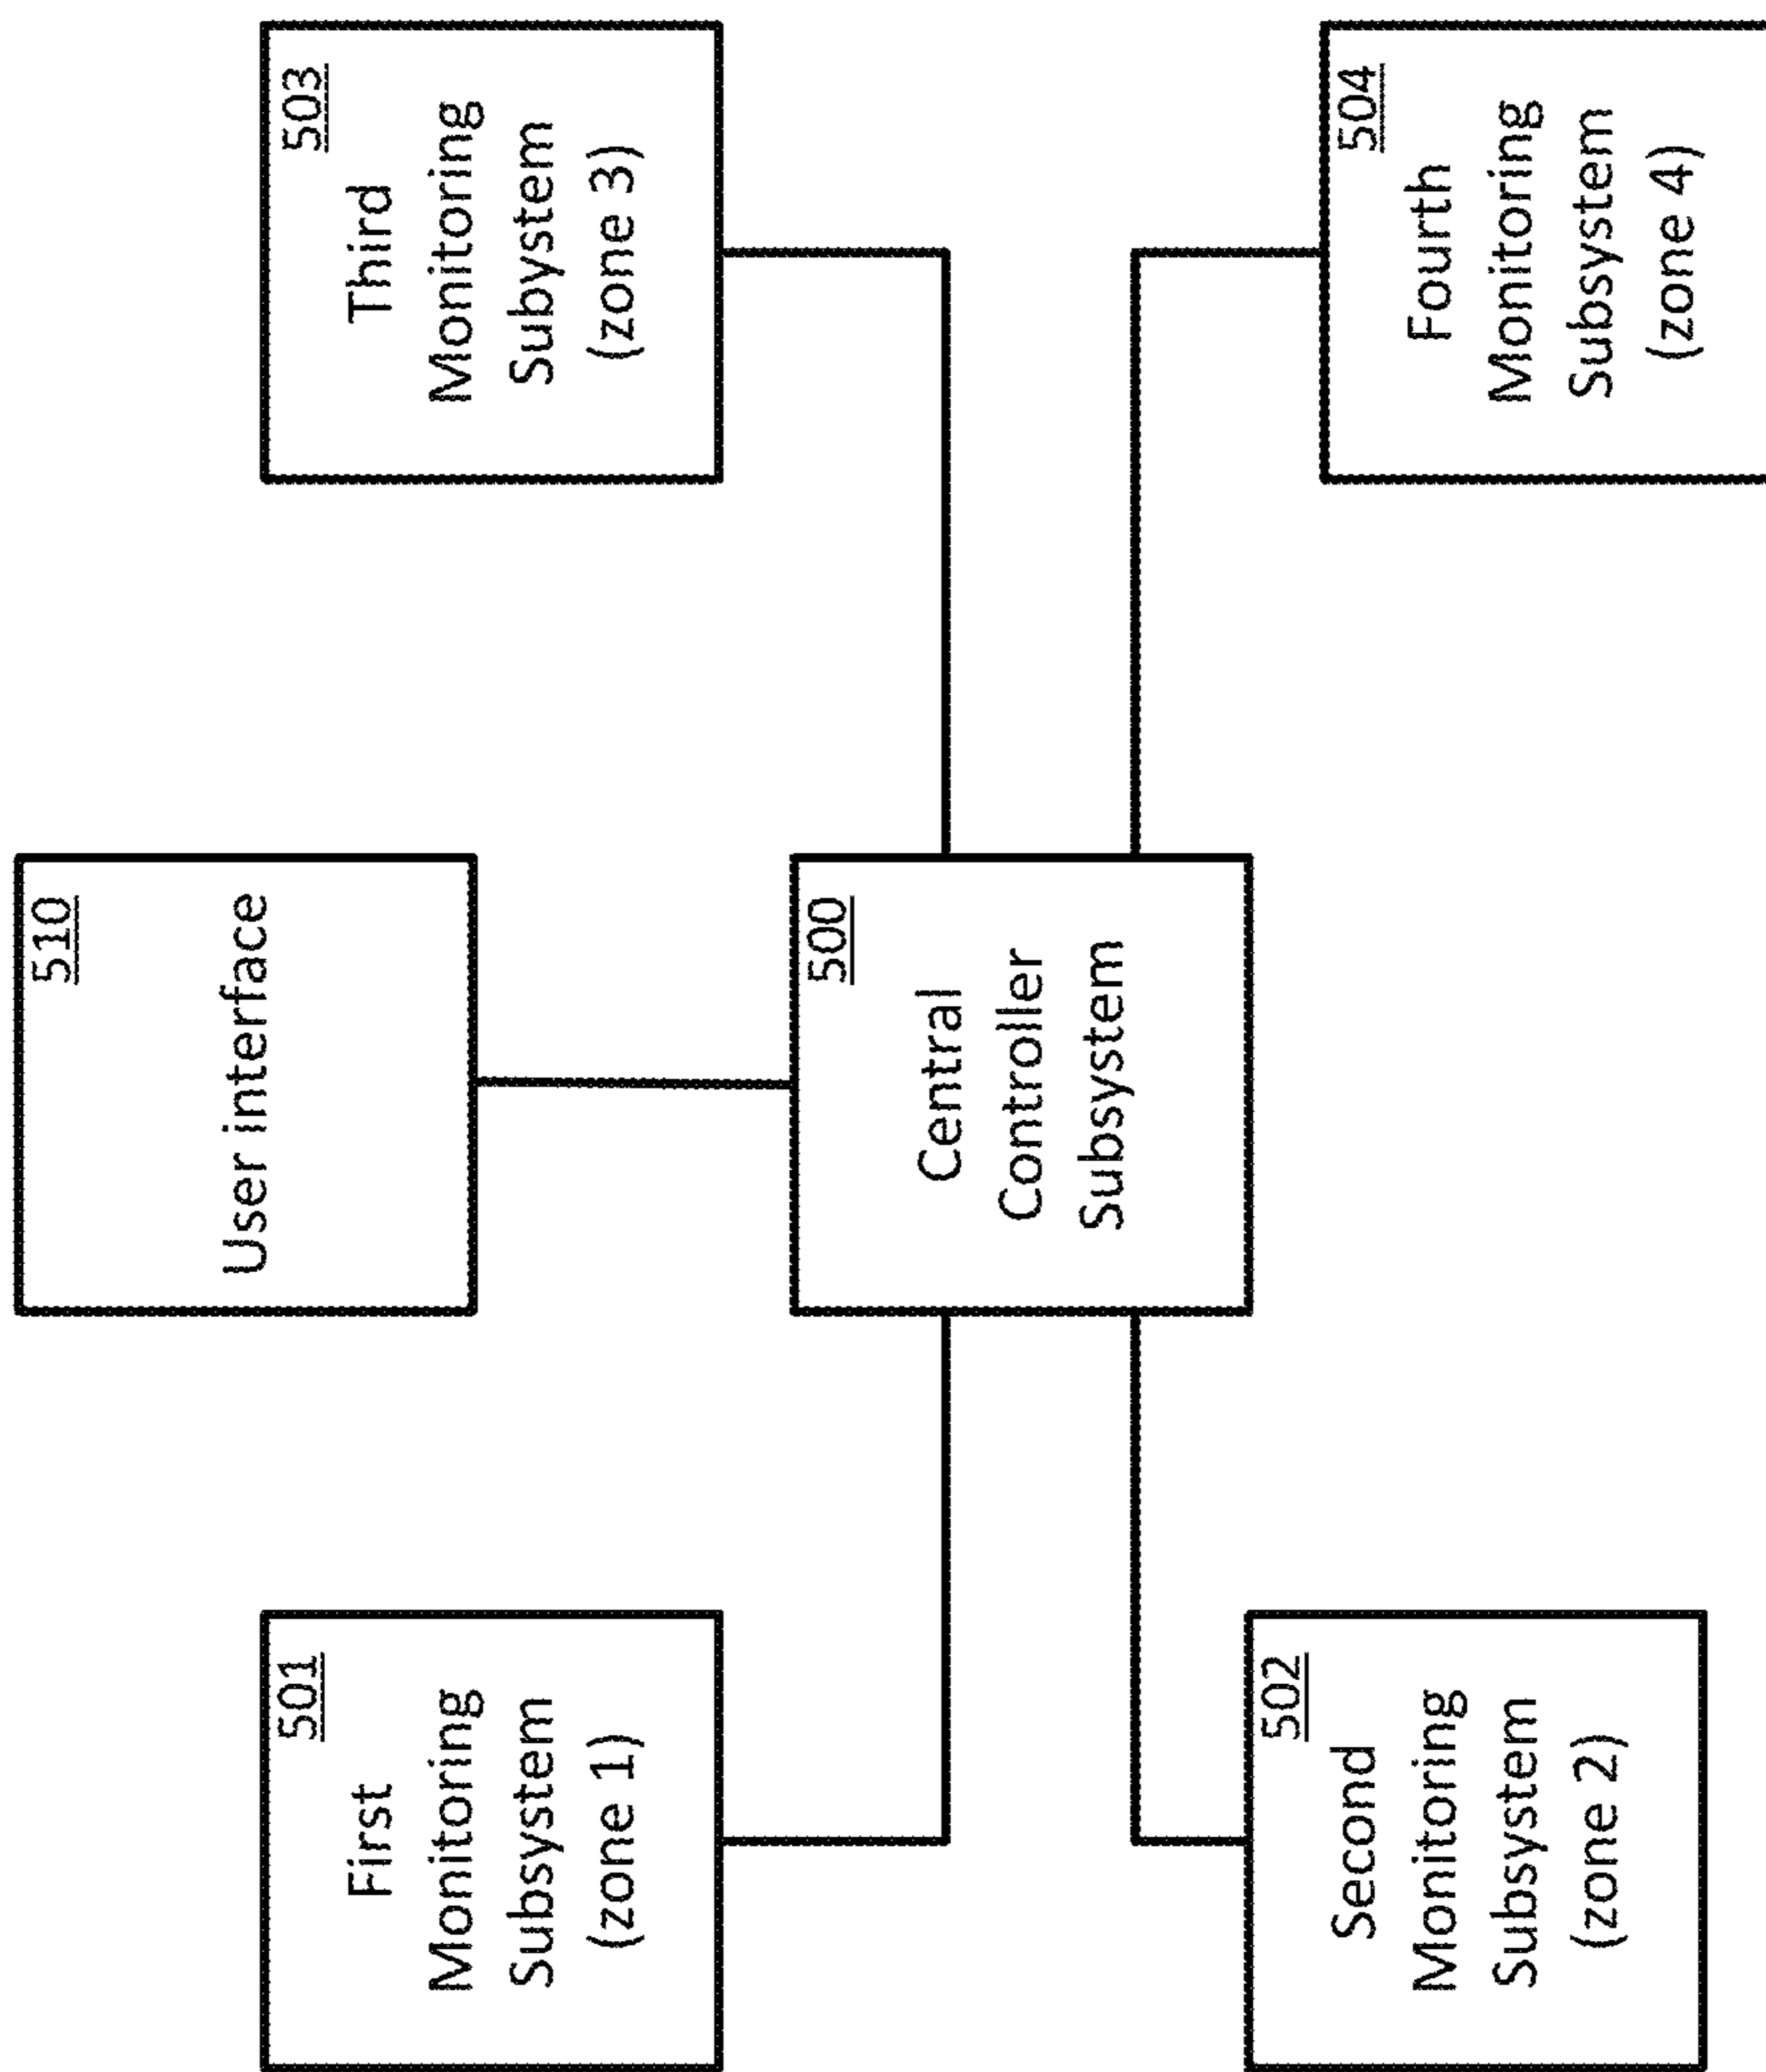 510
User interface
501
First
Monitoring
Subsystem
(zone 1)
503
Third
Monitoring
Subystem
(zone 3)
500
Central
Controller
Subsystem
502
Second
Monitoring
Subsystem
(zone 2)
504
Fourth
Monitoring
Subsystem
(zone 4)